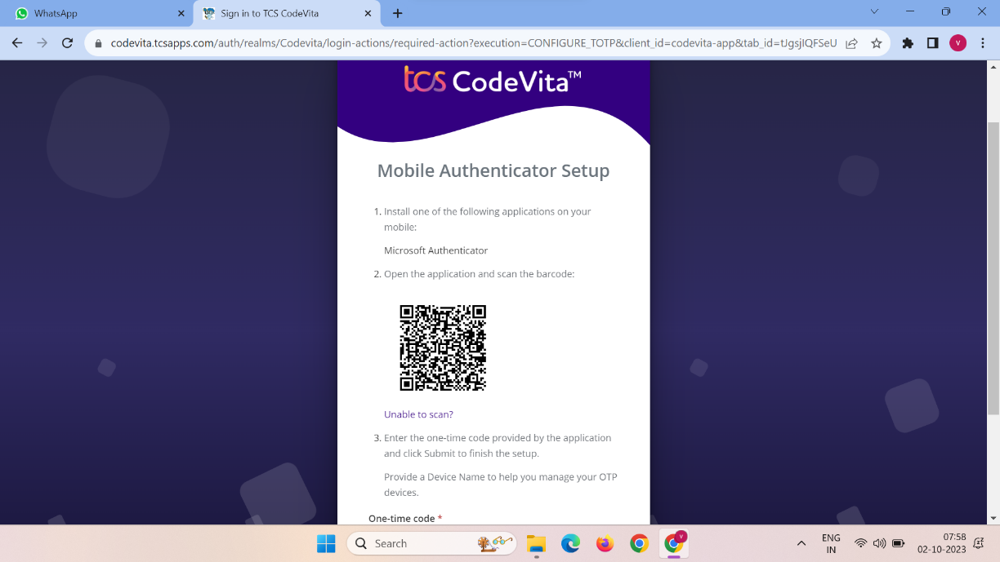 WhatsApp
Sign in to TCS CodeVita
codevita.tcsapps.com/auth/realms/Codevita/login-actions/required-action?execution=CONFIGURE_TOTP&client_id=codevita-app&tab_id=tJgsjIQFSeU
V
tcs CodeVita™
Mobile Authenticator Setup
1. Install one of the following applications on your
mobile:
Microsoft Authenticator
2. Open the application and scan the barcode:
Unable to scan?
3. Enter the one-time code provided by the application
and click Submit to finish the setup.
Provide a Device Name to help you manage your OTP
devices.
One-time code *
Search
V
ENG
IN
07:58
02-10-2023